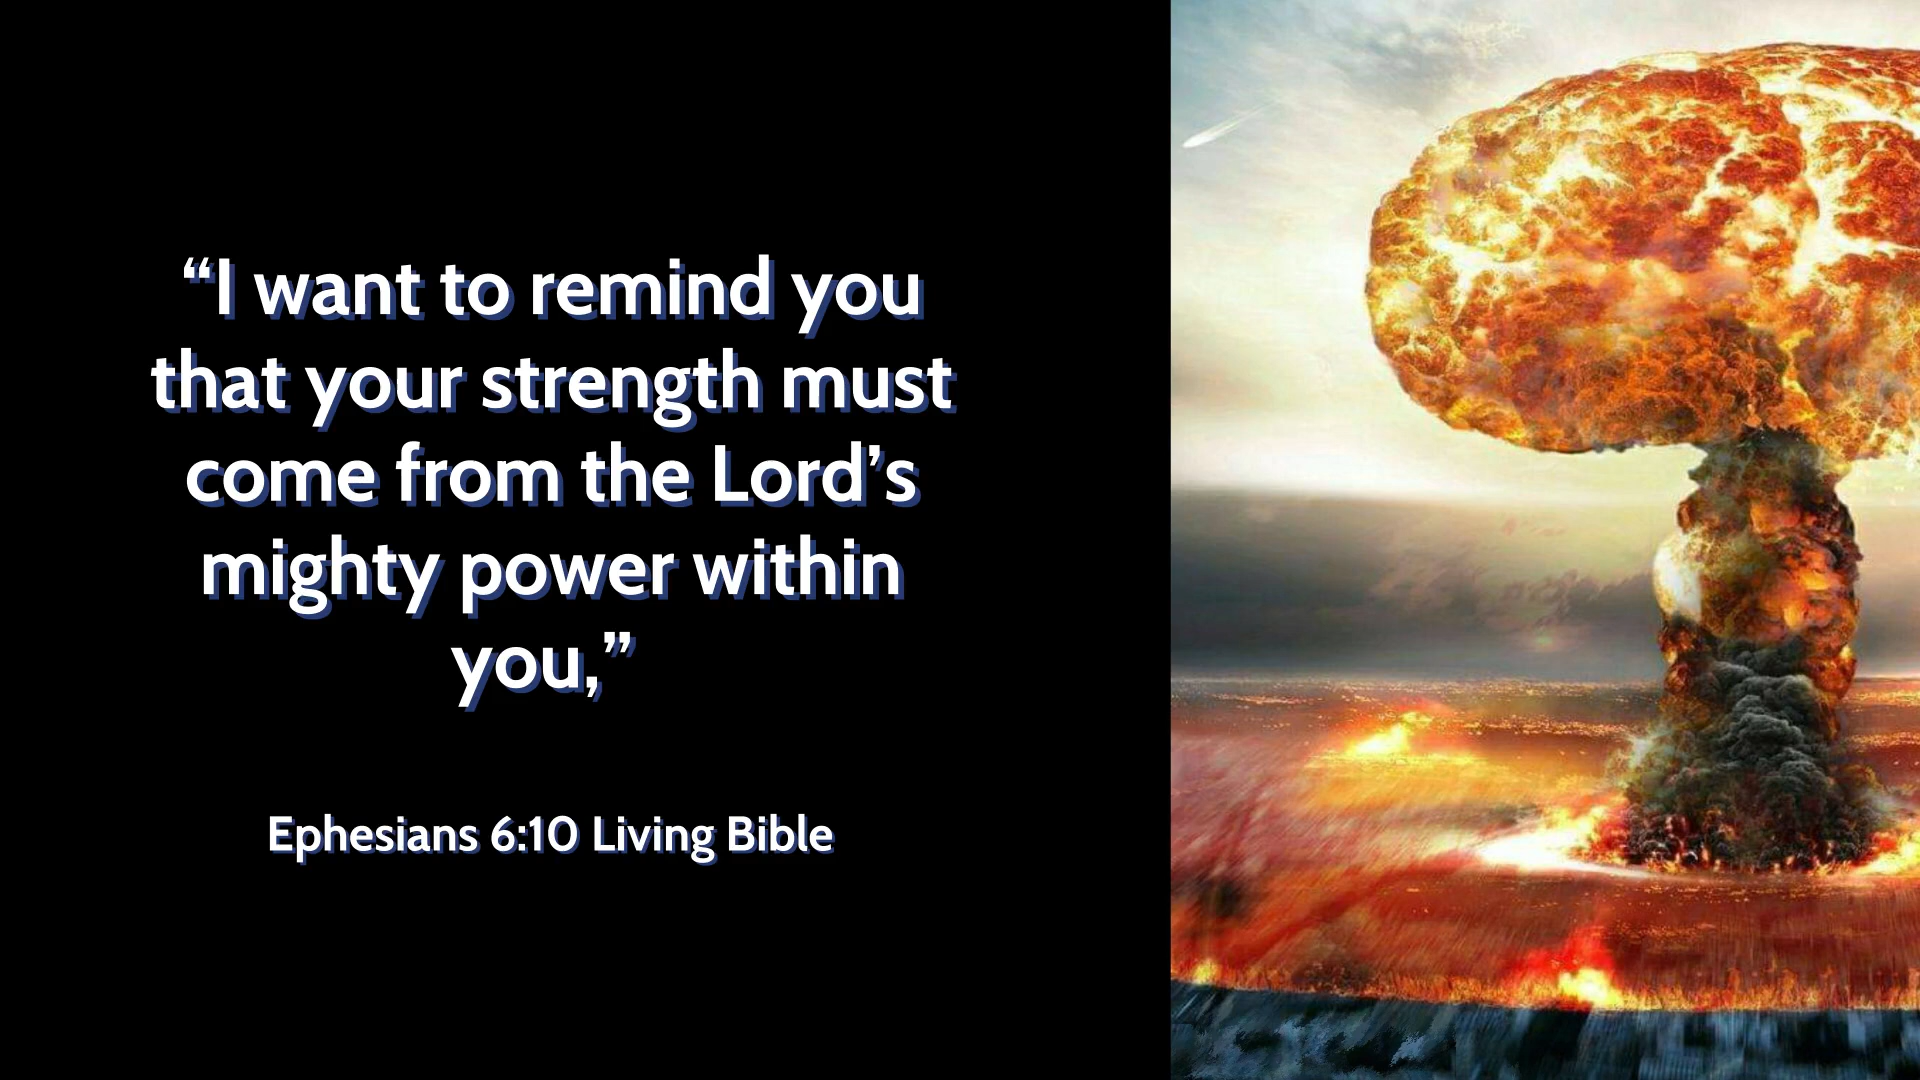 “I want to remind you
that your strength must
come from the Lord’s
mighty power within
you,”
Ephesians 6:10 Living Bible